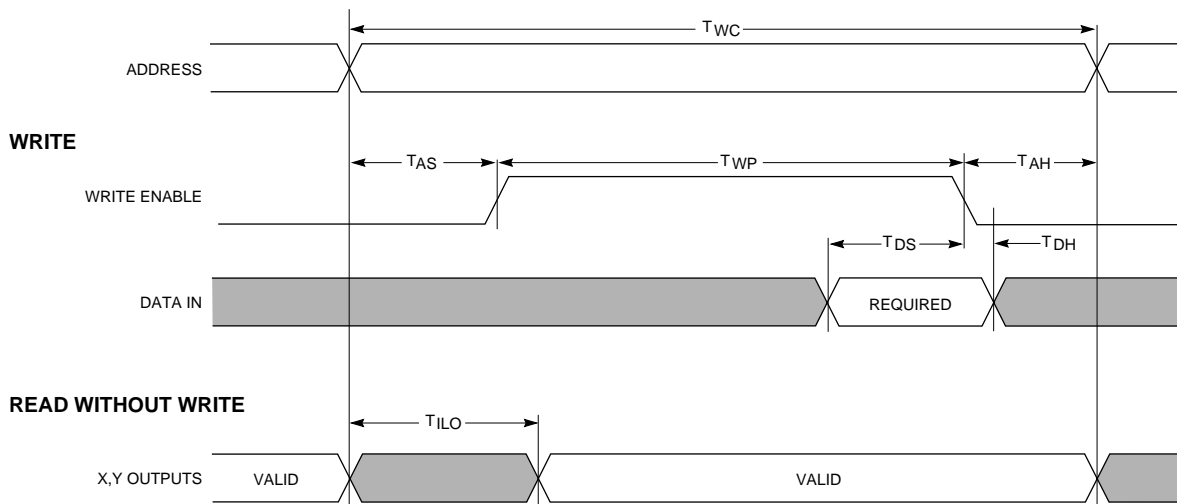 TWC
ADDRESS
WRITE
TAS
TWP
TAH
WRITE ENABLE
TDS
TDH
DATA IN
REQUIRED
READ WITHOUT WRITE
TILO
X,Y OUTPUTS
VALID
VALID